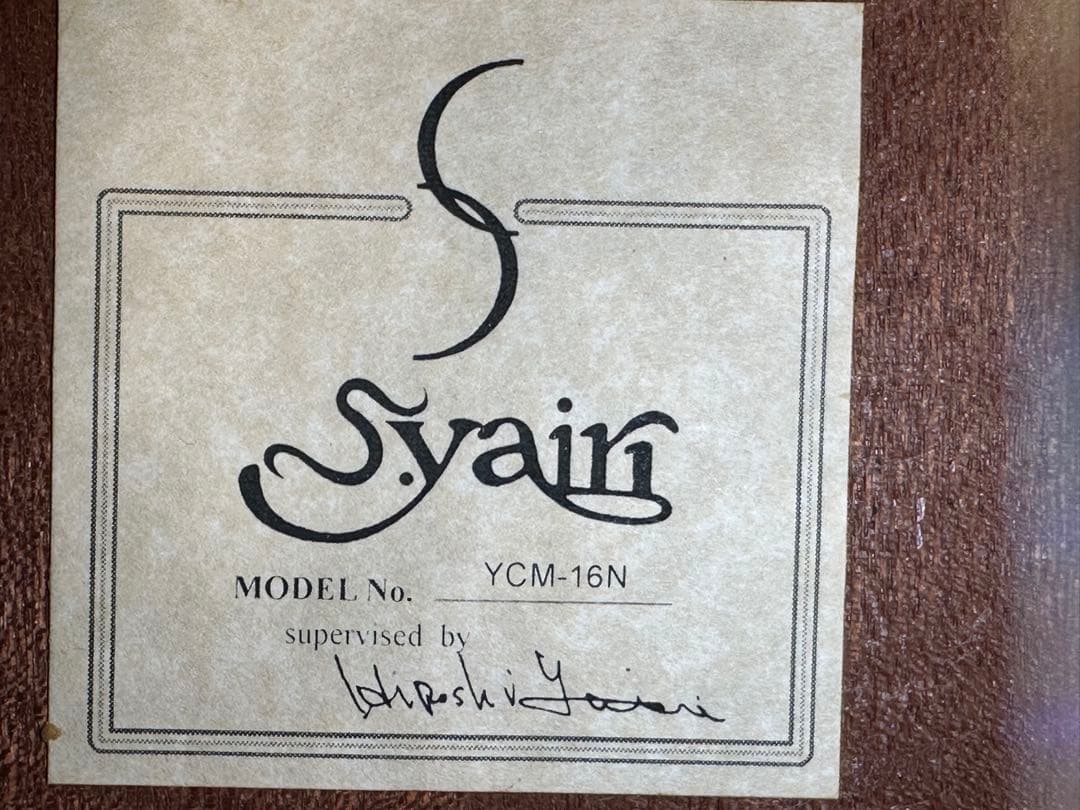 S
S.yairi
MODEL No. YCM-16N
supervised by
Hiroshi Yairi